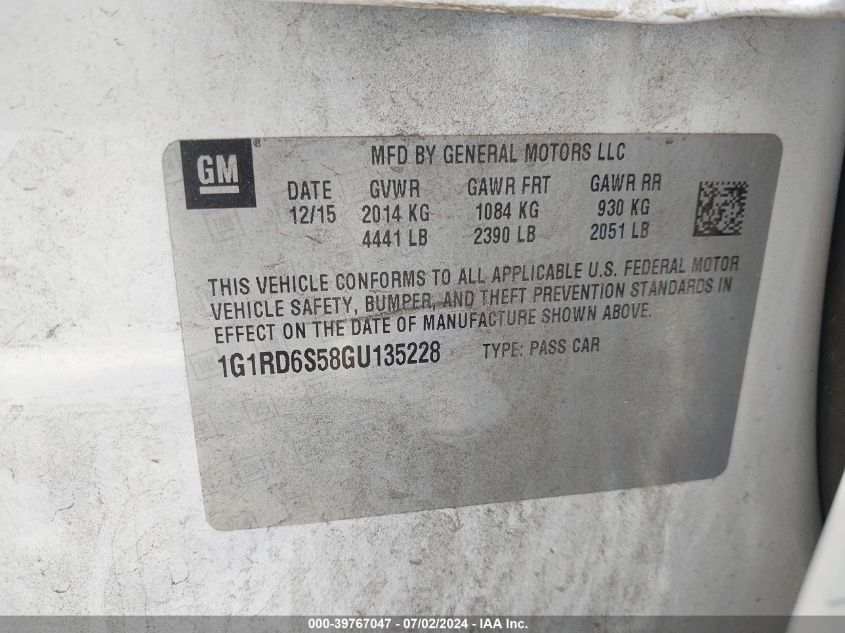 GM ®
MFD BY GENERAL MOTORS LLC
DATE GVWR GAWR FRT GAWR RR
12/15 2014 KG 1084 KG 930 KG
4441 LB 2390 LB 2051 LB
THIS VEHICLE CONFORMS TO ALL APPLICABLE U.S. FEDERAL MOTOR
VEHICLE SAFETY, BUMPER, AND THEFT PREVENTION STANDARDS IN
EFFECT ON THE DATE OF MANUFACTURE SHOWN ABOVE.
1G1RD6S58GU135228 TYPE: PASS CAR
000-39767047 - 07/02/2024 - IAAI.com